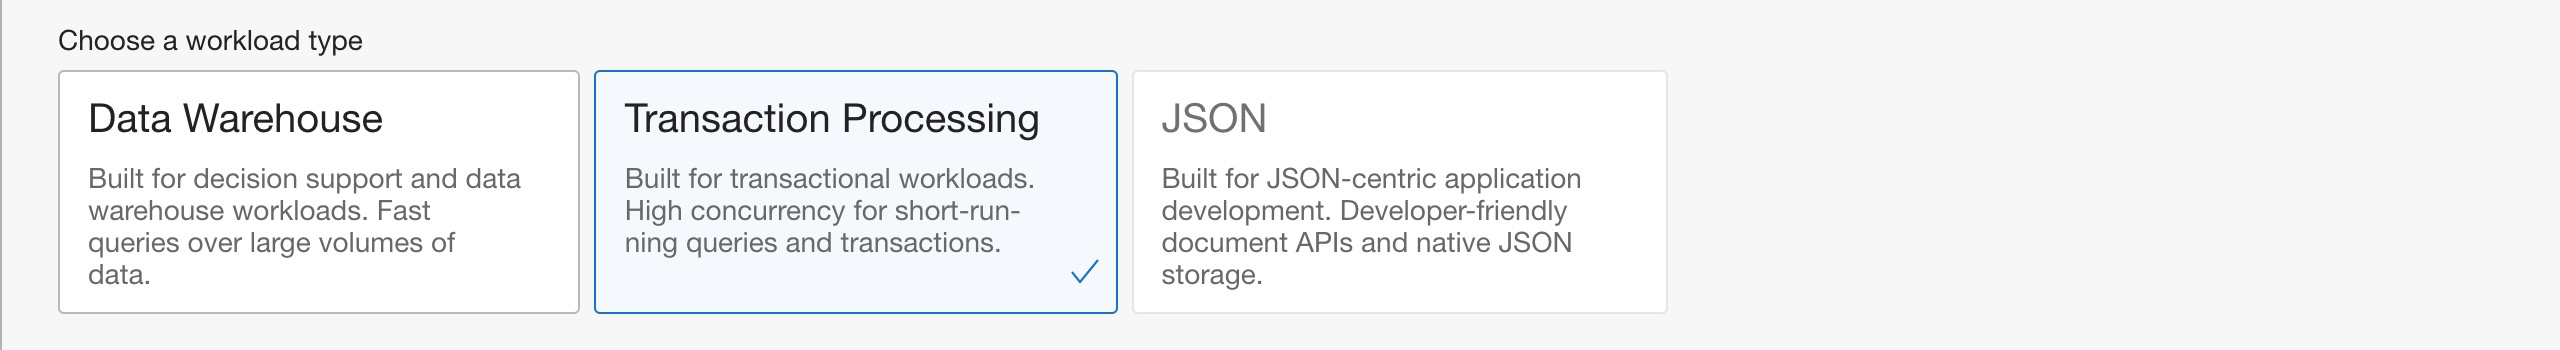 Choose a workload type
Data Warehouse
Built for decision support and data
warehouse workloads. Fast
queries over large volumes of
data.
Transaction Processing
Built for transactional workloads.
High concurrency for short-run-
ning queries and transactions.
JSON
Built for JSON-centric application
development. Developer-friendly
document APIs and native JSON
storage.